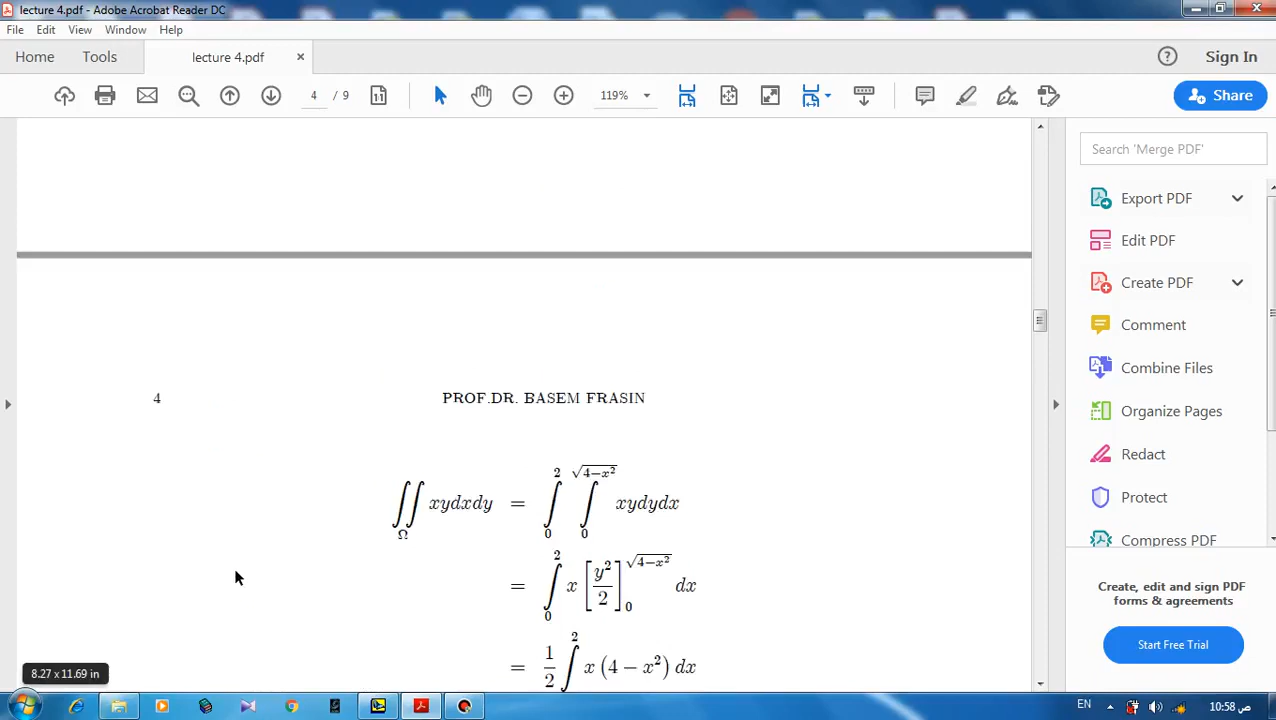 lecture 4.pdf - Adobe Acrobat Reader DC
File Edit View Window Help
Home Tools lecture 4.pdf × ? Sign In
4 / 9 119% Share
Search 'Merge PDF'
Export PDF
Edit PDF
Create PDF
Comment
Combine Files
Organize Pages
Redact
Protect
Compress PDF
Create, edit and sign PDF
forms & agreements
Start Free Trial
4 PROF.DR. BASEM FRASIN
∬_Ω xydxdy = ∫_0^2 ∫_0^{√(4−x²)} xydydx
= ∫_0^2 x [y²/2]_0^{√(4−x²)} dx
= 1/2 ∫^2 x (4 − x²) dx
8.27 x 11.69 in
EN 10:58 ص